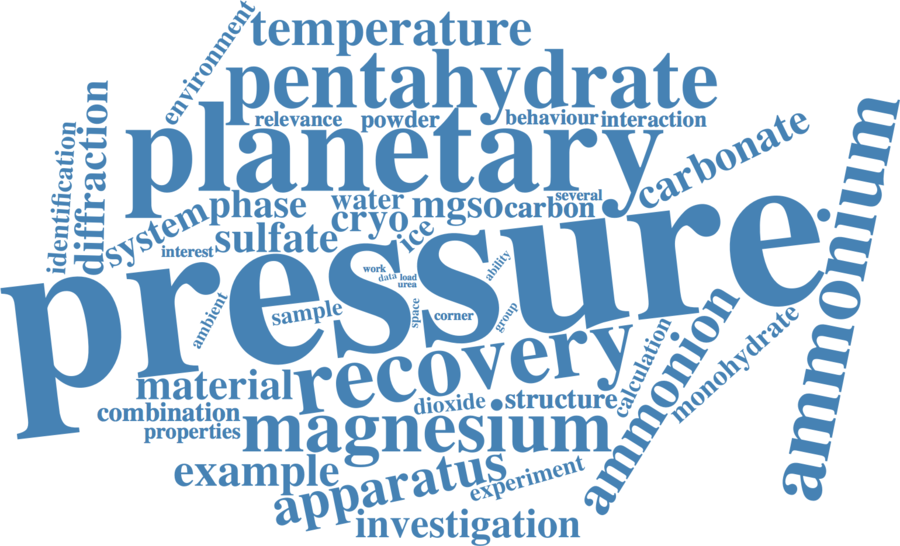 environment
temperature
pentahydrate
relevance
powder
behaviour
interaction
planetary
identification
diffraction
carbonate
ammonium
system
phase
water
cryo
mgso
several
carbon
ice
sulfate
interest
pressure
work
data
load
urea
ability
ambient
sample
space
corner
group
recovery
calculation
ammonion
monohydrate
material
combination
properties
dioxide
structure
magnesium
example
apparatus
experiment
investigation